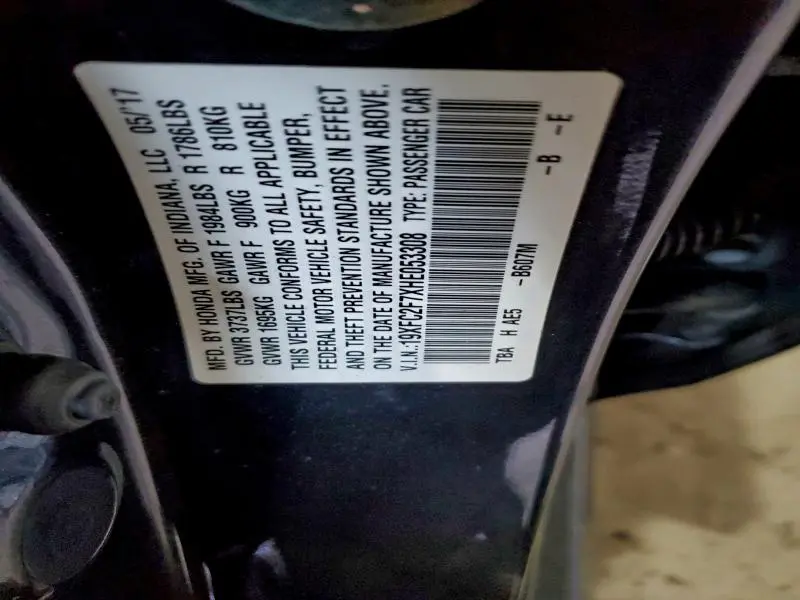 MFD. BY HONDA MFG. OF INDIANA, LLC 05/'17
GVWR 3737LBS GAWR F 1984LBS R 1786LBS
GVWR 1695KG GAWR F 900KG R 810KG
THIS VEHICLE CONFORMS TO ALL APPLICABLE
FEDERAL MOTOR VEHICLE SAFETY, BUMPER,
AND THEFT PREVENTION STANDARDS IN EFFECT
ON THE DATE OF MANUFACTURE SHOWN ABOVE.
V.I.N.:19XFC2F7XHE053308 TYPE: PASSENGER CAR
TBA H AE5 -B607M -B -E